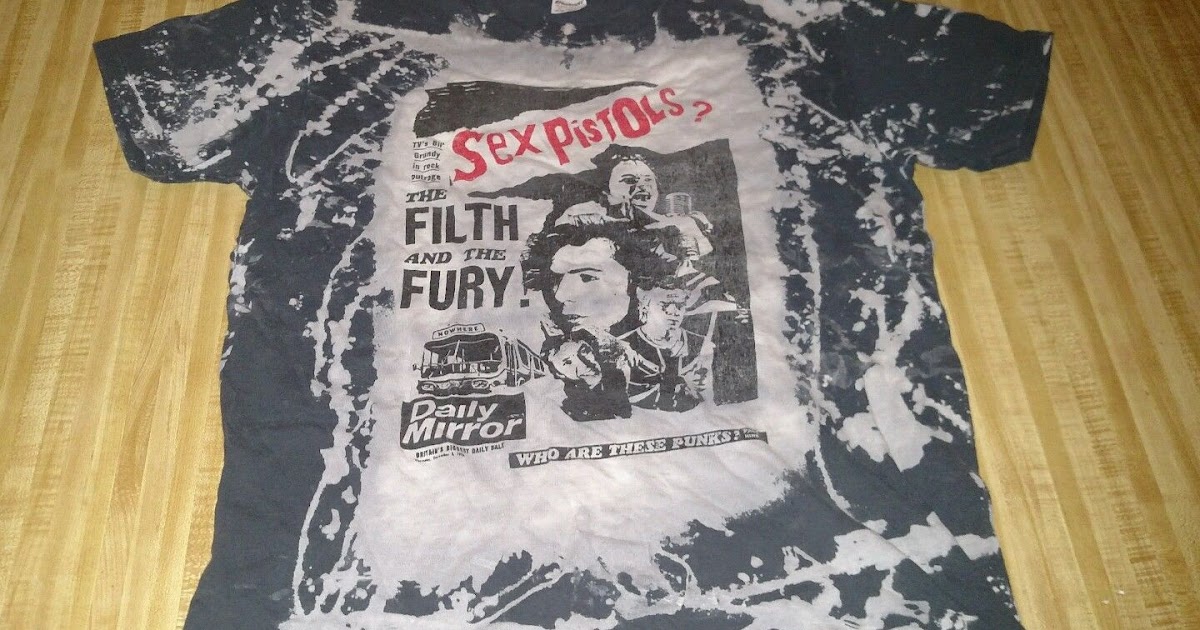 Sex PISTOLS?
TV's Bil
Grundy
in rock
outrage
THE
FILTH
AND THE
FURY!
NOWHERE
Daily
Mirror
BRITAIN'S BIGGEST DAILY SALE
WHO ARE THESE PUNKS?